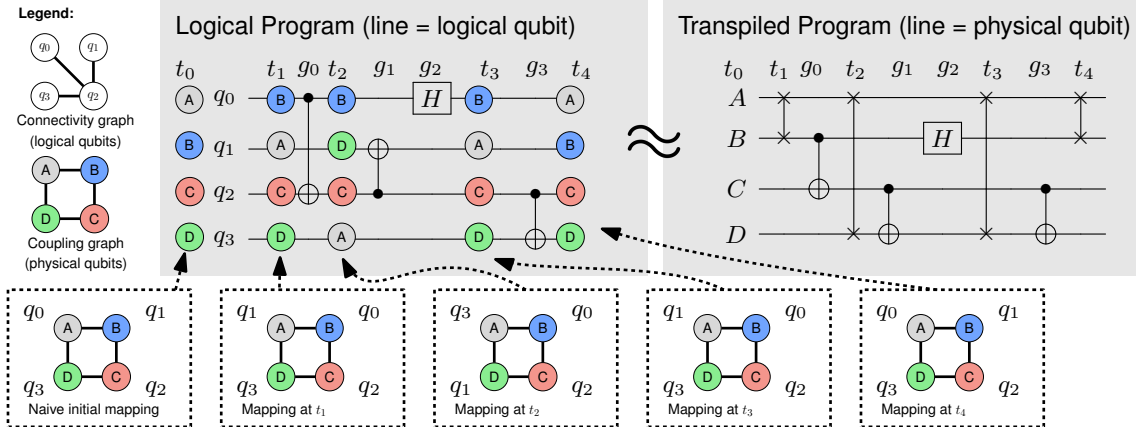 Legend:
q0 q1
q3 q2
Connectivity graph
(logical qubits)
A B
D C
Coupling graph
(physical qubits)
Logical Program (line = logical qubit)
t0 t1 g0 t2 g1 g2 t3 g3 t4
A q0 B B H B A
B q1 A D A B
C q2 C C C C
D q3 D A D D
≈
Transpiled Program (line = physical qubit)
t0 t1 g0 t2 g1 g2 t3 g3 t4
A
B H
C
D
q0 A B q1
q3 D C q2
Naive initial mapping
q1 A B q0
q3 D C q2
Mapping at t1
q3 A B q0
q1 D C q2
Mapping at t2
q1 A B q0
q3 D C q2
Mapping at t3
q0 A B q1
q3 D C q2
Mapping at t4